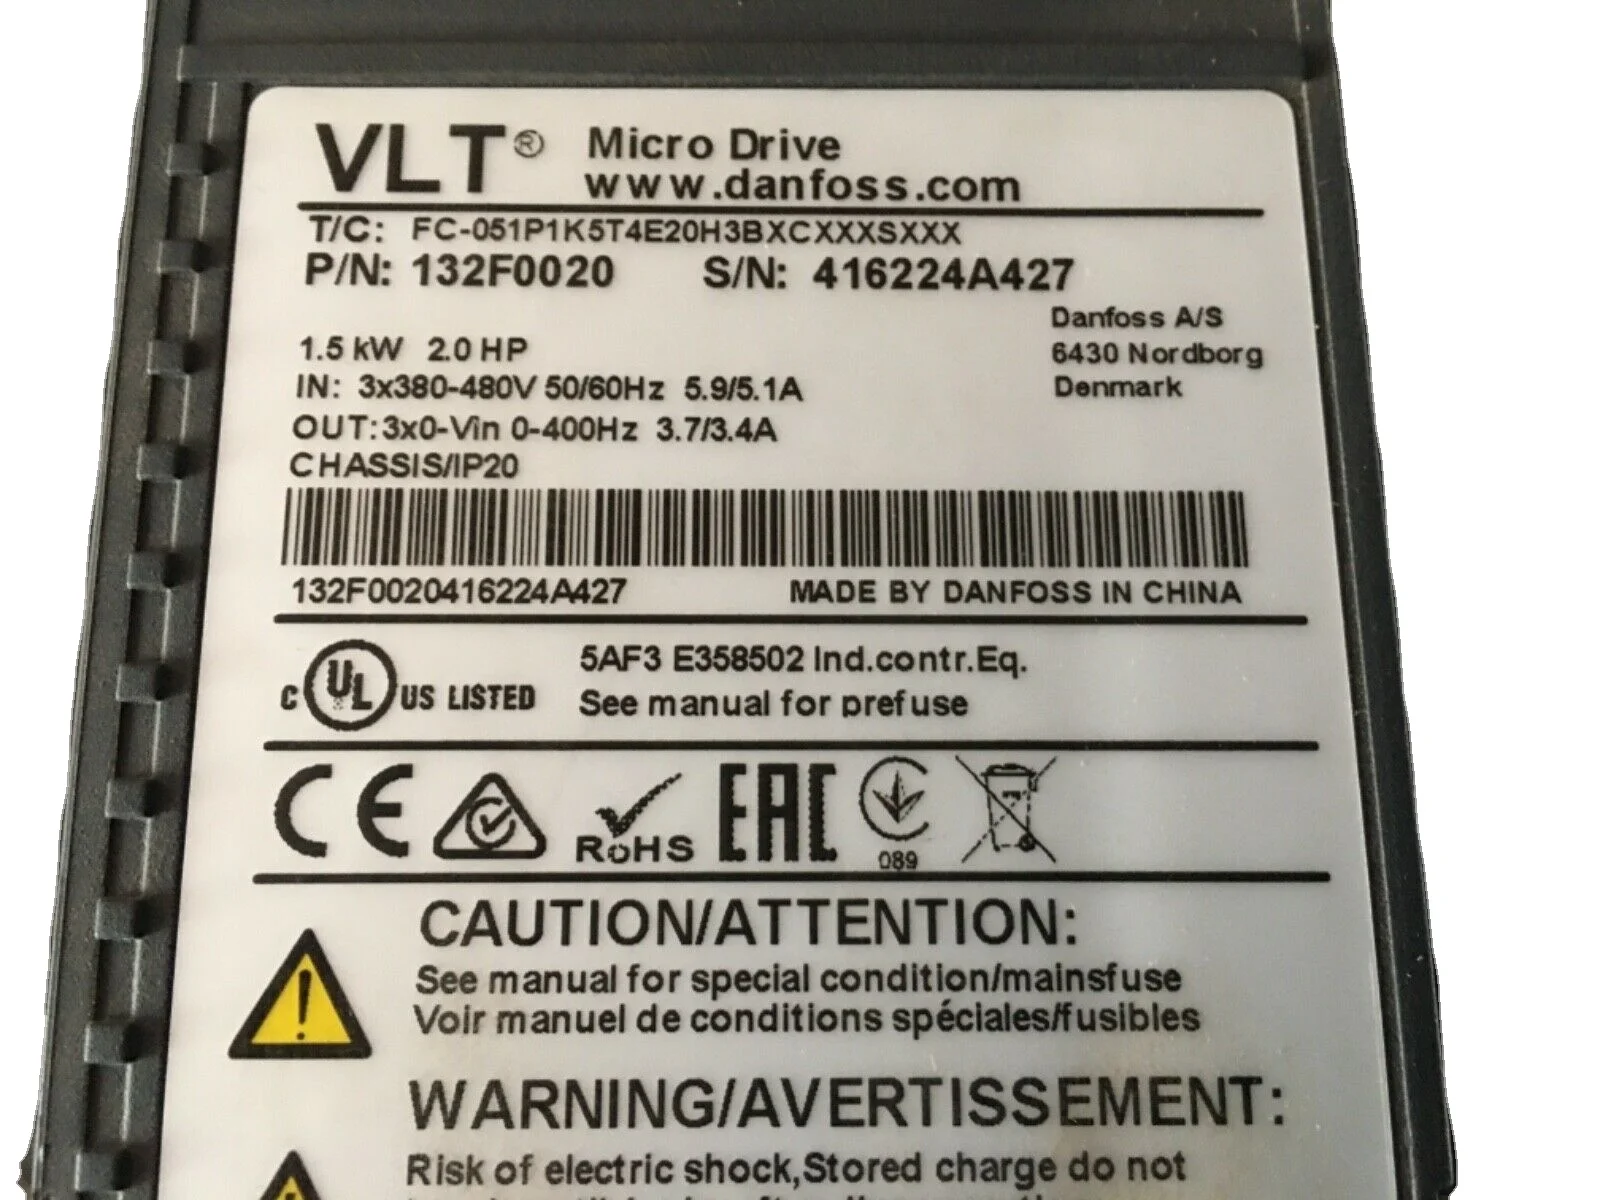 VLT® Micro Drive
www.danfoss.com
T/C: FC-051P1K5T4E20H3BXCXXXSXXX
P/N: 132F0020 S/N: 416224A427
Danfoss A/S
6430 Nordborg
Denmark
1.5 kW 2.0 HP
IN: 3x380-480V 50/60Hz 5.9/5.1A
OUT:3x0-Vin 0-400Hz 3.7/3.4A
CHASSIS/IP20
132F0020416224A427 MADE BY DANFOSS IN CHINA
C UL US LISTED
5AF3 E358502 Ind.contr.Eq.
See manual for prefuse
CE RoHS EAC
089
CAUTION/ATTENTION:
See manual for special condition/mainsfuse
Voir manuel de conditions spéciales/fusibles
WARNING/AVERTISSEMENT:
Risk of electric shock,Stored charge do not